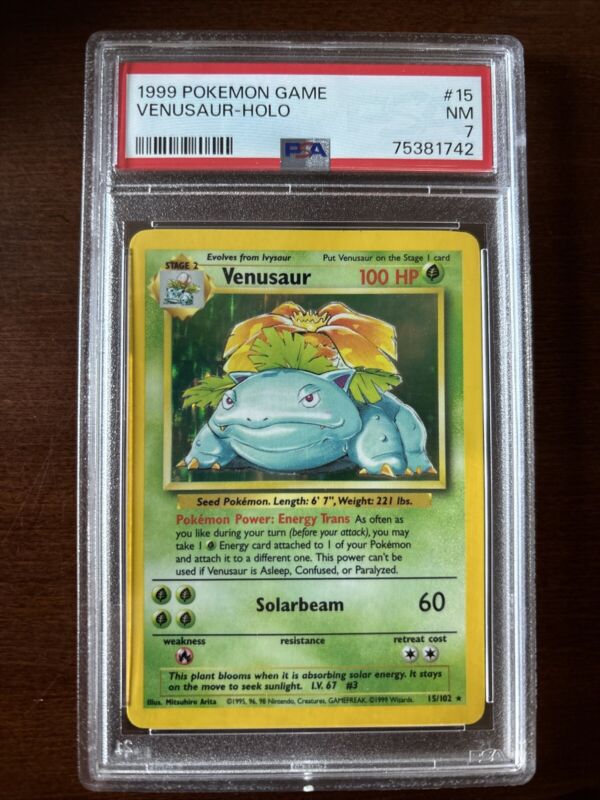 1999 POKEMON GAME #15
VENUSAUR-HOLO NM
7
PSA 75381742
Evolves from Ivysaur Put Venusaur on the Stage 1 card
STAGE 2
Venusaur 100 HP
Seed Pokémon. Length: 6' 7", Weight: 221 lbs.
Pokémon Power: Energy Trans As often as
you like during your turn (before your attack), you may
take 1 Energy card attached to 1 of your Pokémon
and attach it to a different one. This power can't be
used if Venusaur is Asleep, Confused, or Paralyzed.
Solarbeam 60
weakness resistance retreat cost
This plant blooms when it is absorbing solar energy. It stays
on the move to seek sunlight. LV. 67 #3
Illus. Mitsuhiro Arita ©1995, 96, 98 Nintendo, Creatures, GAMEFREAK. ©1999 Wizards. 15/102 ★
PSA